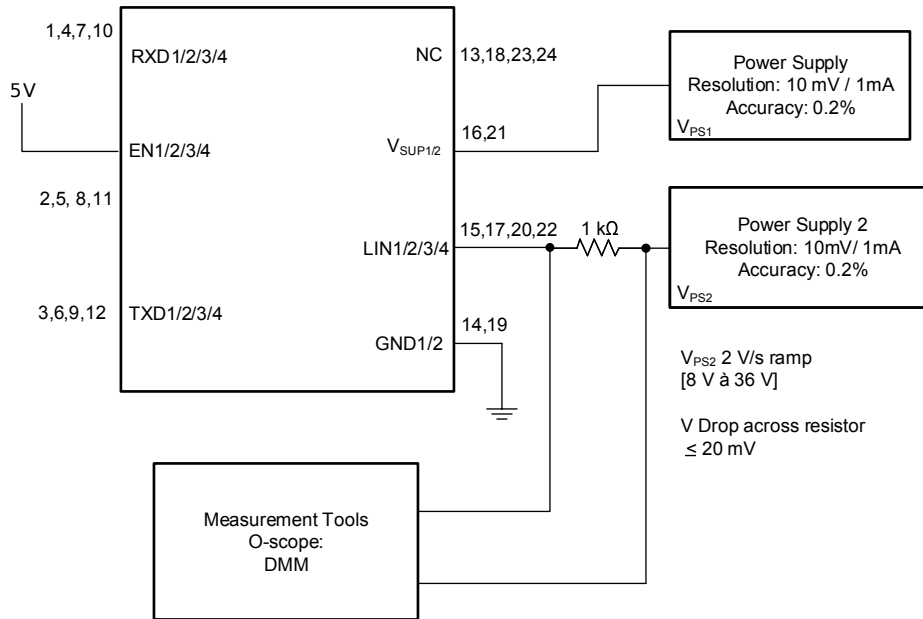 1,4,7,10
RXD1/2/3/4
NC
13,18,23,24
5V
EN1/2/3/4
16,21
VSUP1/2
2,5, 8,11
LIN1/2/3/4
15,17,20,22
1 kΩ
3,6,9,12
TXD1/2/3/4
GND1/2
14,19
Power Supply
Resolution: 10 mV / 1mA
Accuracy: 0.2%
VPS1
Power Supply 2
Resolution: 10mV/ 1mA
Accuracy: 0.2%
VPS2
VPS2 2 V/s ramp
[8 V à 36 V]
V Drop across resistor
≤ 20 mV
Measurement Tools
O-scope:
DMM